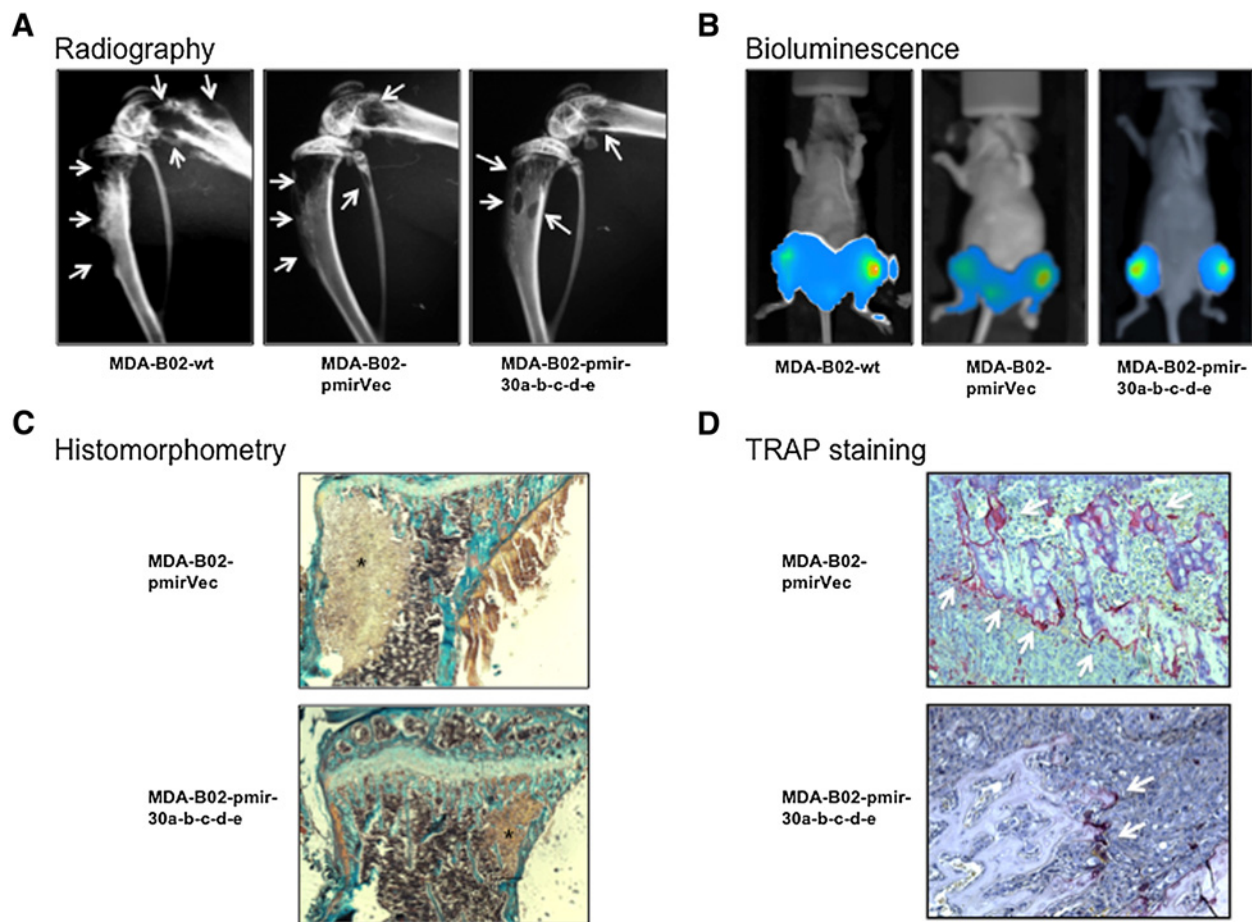 A
Radiography
MDA-B02-wt
MDA-B02-
pmirVec
MDA-B02-pmir-
30a-b-c-d-e
B
Bioluminescence
MDA-B02-wt
MDA-B02-
pmirVec
MDA-B02-pmir-
30a-b-c-d-e
C
Histomorphometry
MDA-B02-
pmirVec
*
MDA-B02-pmir-
30a-b-c-d-e
*
D
TRAP staining
MDA-B02-
pmirVec
MDA-B02-pmir-
30a-b-c-d-e